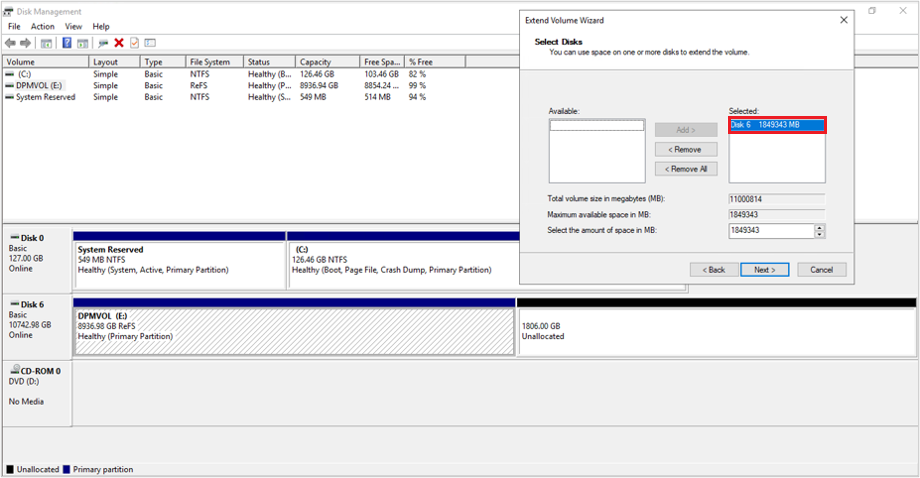 Disk Management
File Action View Help
Volume Layout Type File System Status Capacity Free Spa... % Free
(C:) Simple Basic NTFS Healthy (B... 126.46 GB 103.46 GB 82 %
DPMVOL (E:) Simple Basic ReFS Healthy (P... 8936.94 GB 8854.24 ... 99 %
System Reserved Simple Basic NTFS Healthy (S... 549 MB 514 MB 94 %
Extend Volume Wizard
Select Disks
You can use space on one or more disks to extend the volume.
Available:
Selected:
Disk 6 1849343 MB
Add >
< Remove
< Remove All
Total volume size in megabytes (MB): 11000814
Maximum available space in MB: 1849343
Select the amount of space in MB: 1849343
< Back Next > Cancel
Disk 0
Basic
127.00 GB
Online
System Reserved
549 MB NTFS
Healthy (System, Active, Primary Partition)
(C:)
126.46 GB NTFS
Healthy (Boot, Page File, Crash Dump, Primary Partition)
Disk 6
Basic
10742.98 GB
Online
DPMVOL (E:)
8936.98 GB ReFS
Healthy (Primary Partition)
1806.00 GB
Unallocated
CD-ROM 0
DVD (D:)
No Media
Unallocated Primary partition